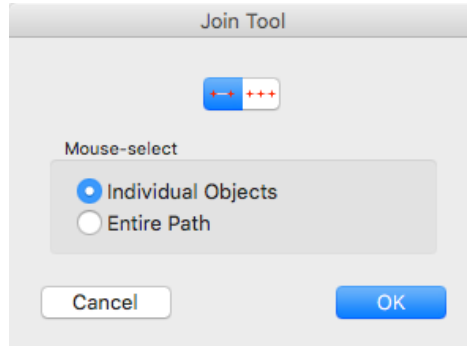 Join Tool
Mouse-select
Individual Objects
Entire Path
Cancel OK